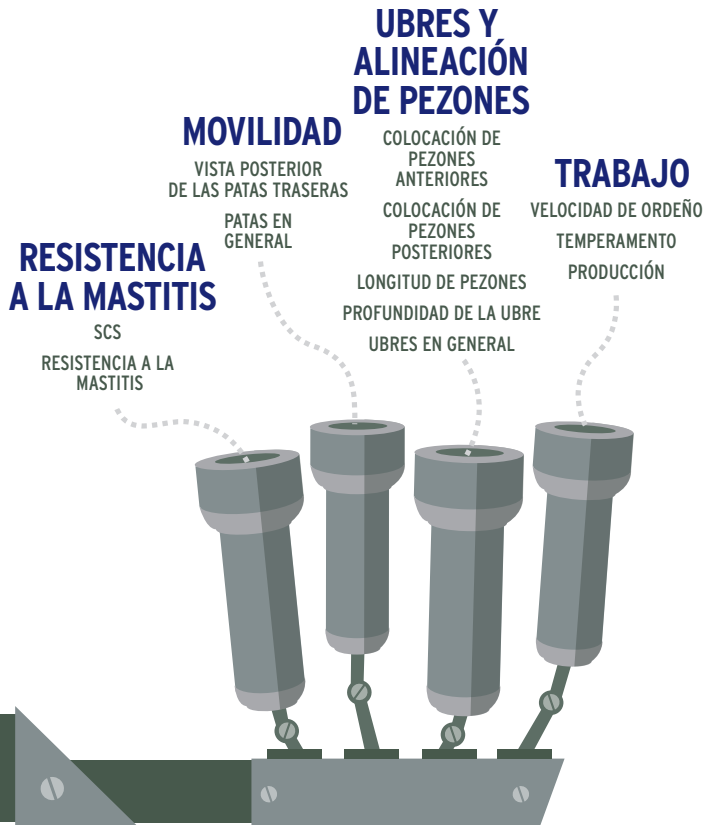 RESISTENCIA
A LA MASTITIS
SCS
RESISTENCIA A LA
MASTITIS
MOVILIDAD
VISTA POSTERIOR
DE LAS PATAS TRASERAS
PATAS EN
GENERAL
UBRES Y
ALINEACIÓN
DE PEZONES
COLOCACIÓN DE
PEZONES
ANTERIORES
COLOCACIÓN DE
PEZONES
POSTERIORES
LONGITUD DE PEZONES
PROFUNDIDAD DE LA UBRE
UBRES EN GENERAL
TRABAJO
VELOCIDAD DE ORDEÑO
TEMPERAMENTO
PRODUCCIÓN